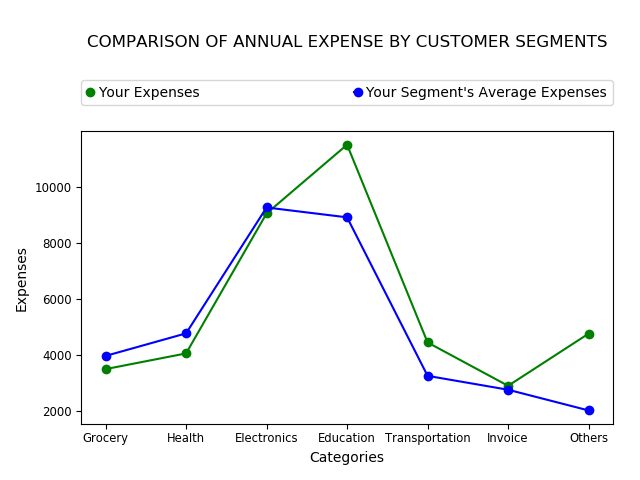 COMPARISON OF ANNUAL EXPENSE BY CUSTOMER SEGMENTS
Your Expenses
Your Segment's Average Expenses
10000
8000
6000
4000
2000
Expenses
Grocery Health Electronics Education Transportation Invoice Others
Categories